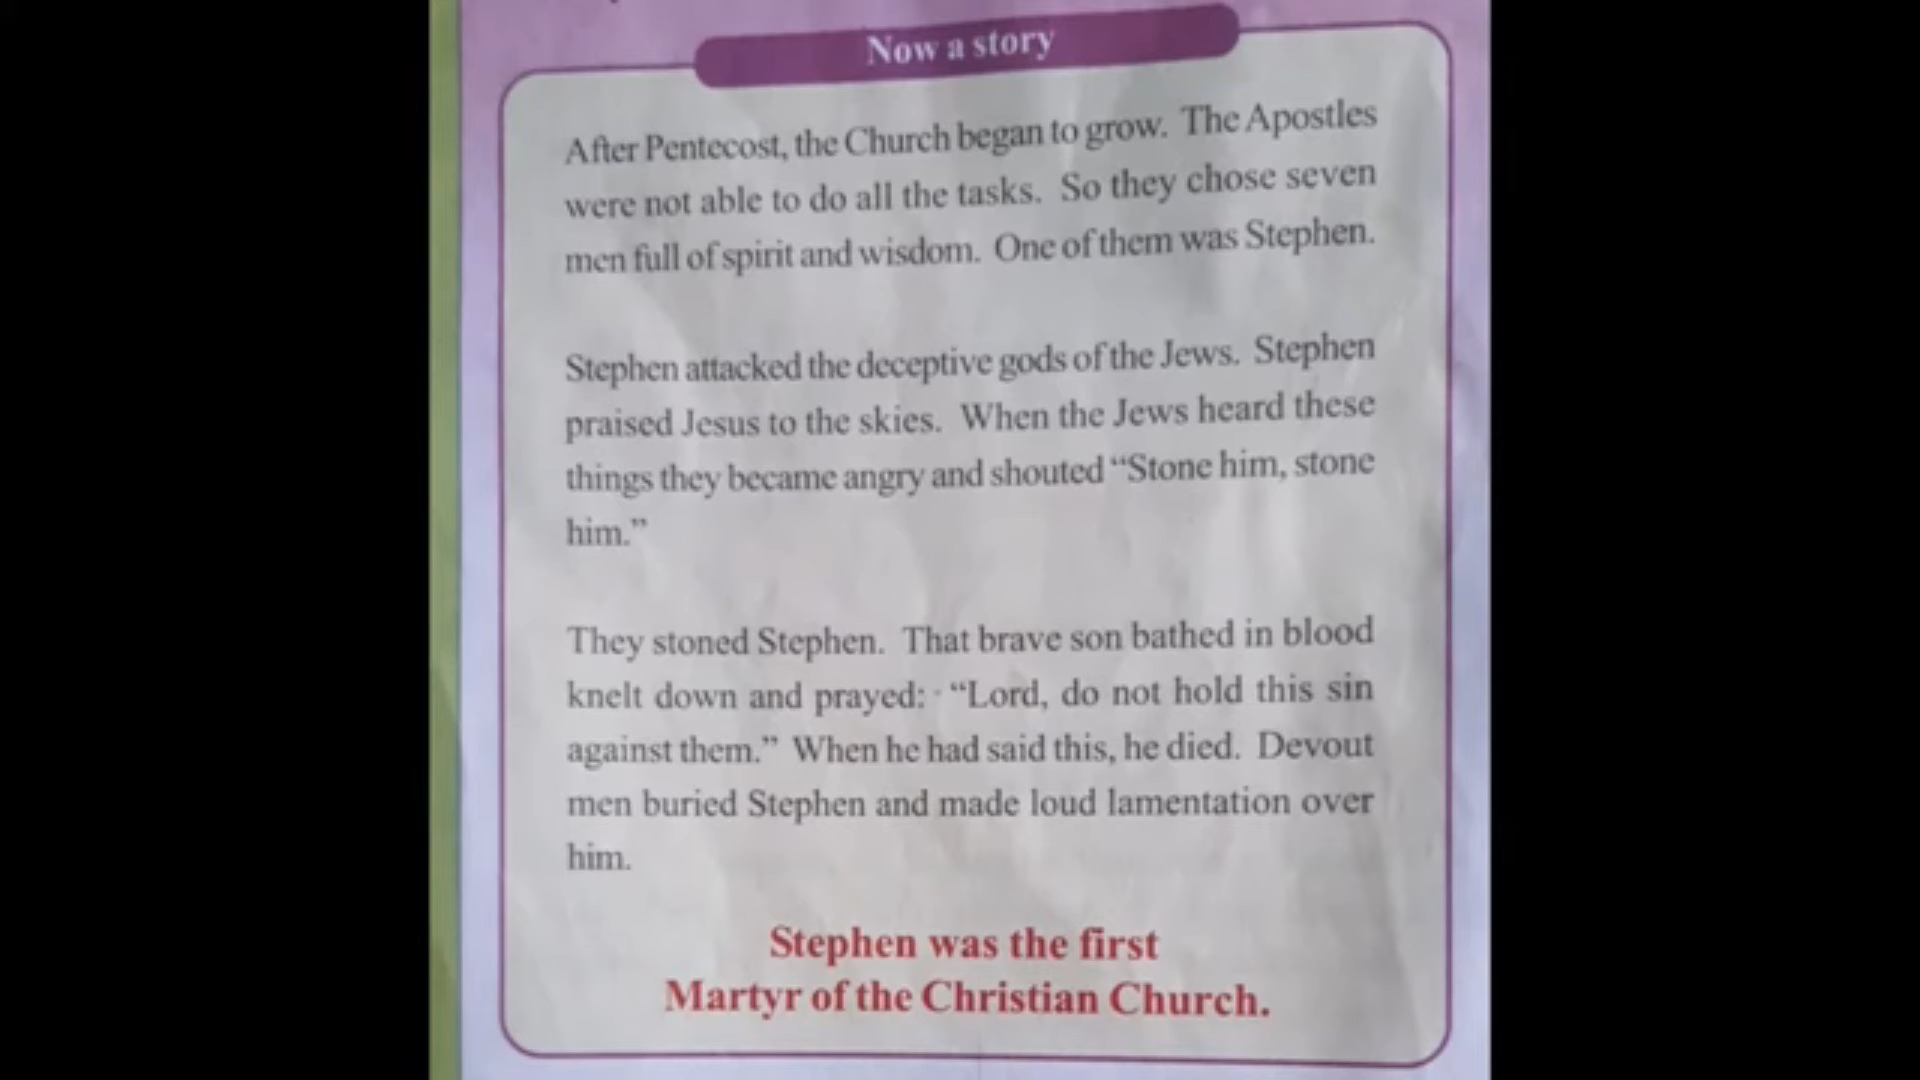 Now a story
After Pentecost, the Church began to grow. The Apostles
were not able to do all the tasks. So they chose seven
men full of spirit and wisdom. One of them was Stephen.
Stephen attacked the deceptive gods of the Jews. Stephen
praised Jesus to the skies. When the Jews heard these
things they became angry and shouted “Stone him, stone
him.”
They stoned Stephen. That brave son bathed in blood
knelt down and prayed: “Lord, do not hold this sin
against them.” When he had said this, he died. Devout
men buried Stephen and made loud lamentation over
him.
Stephen was the first
Martyr of the Christian Church.